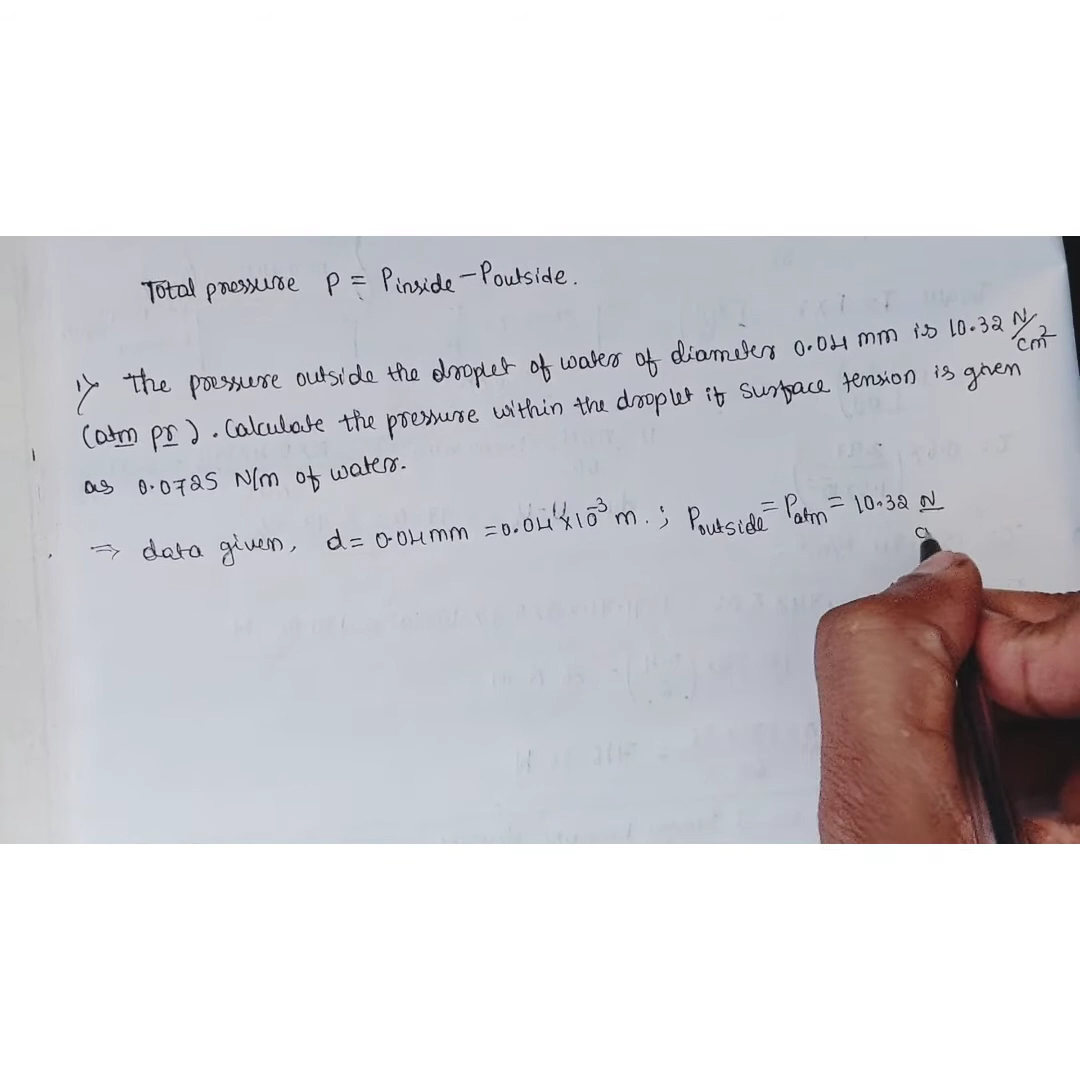 Total pressure P = Pinside - Poutside.
1) The pressure outside the droplet of water of diameter 0.04 mm is 10.32 N/cm²
(atm pr). Calculate the pressure within the droplet if surface tension is given
as 0.0725 N/m of water.
⇒ data given, d = 0.04mm = 0.04 × 10⁻³ m. ; Poutside = Patm = 10.32 N